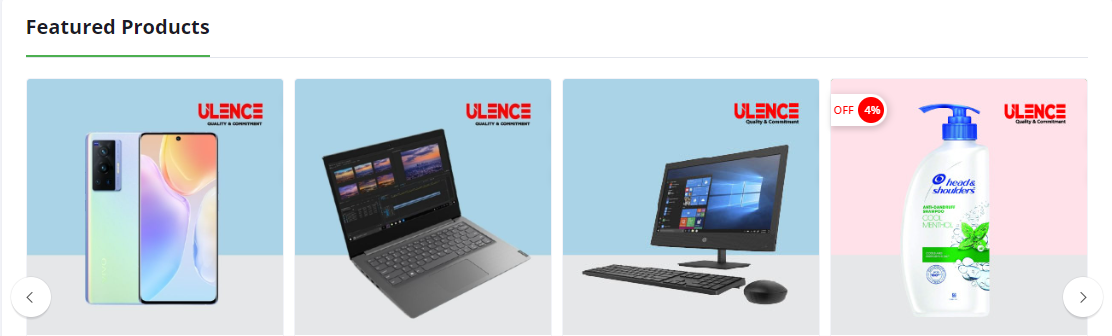 Featured Products
ULENCE
QUALITY & COMMITMENT
ULENCE
QUALITY & COMMITMENT
ULENCE
Quality & Commitment
OFF 4%
ULENCE
Quality & Commitment
head&
shoulders
ANTI-DANDRUFF
SHAMPOO
COOL
MENTHOL